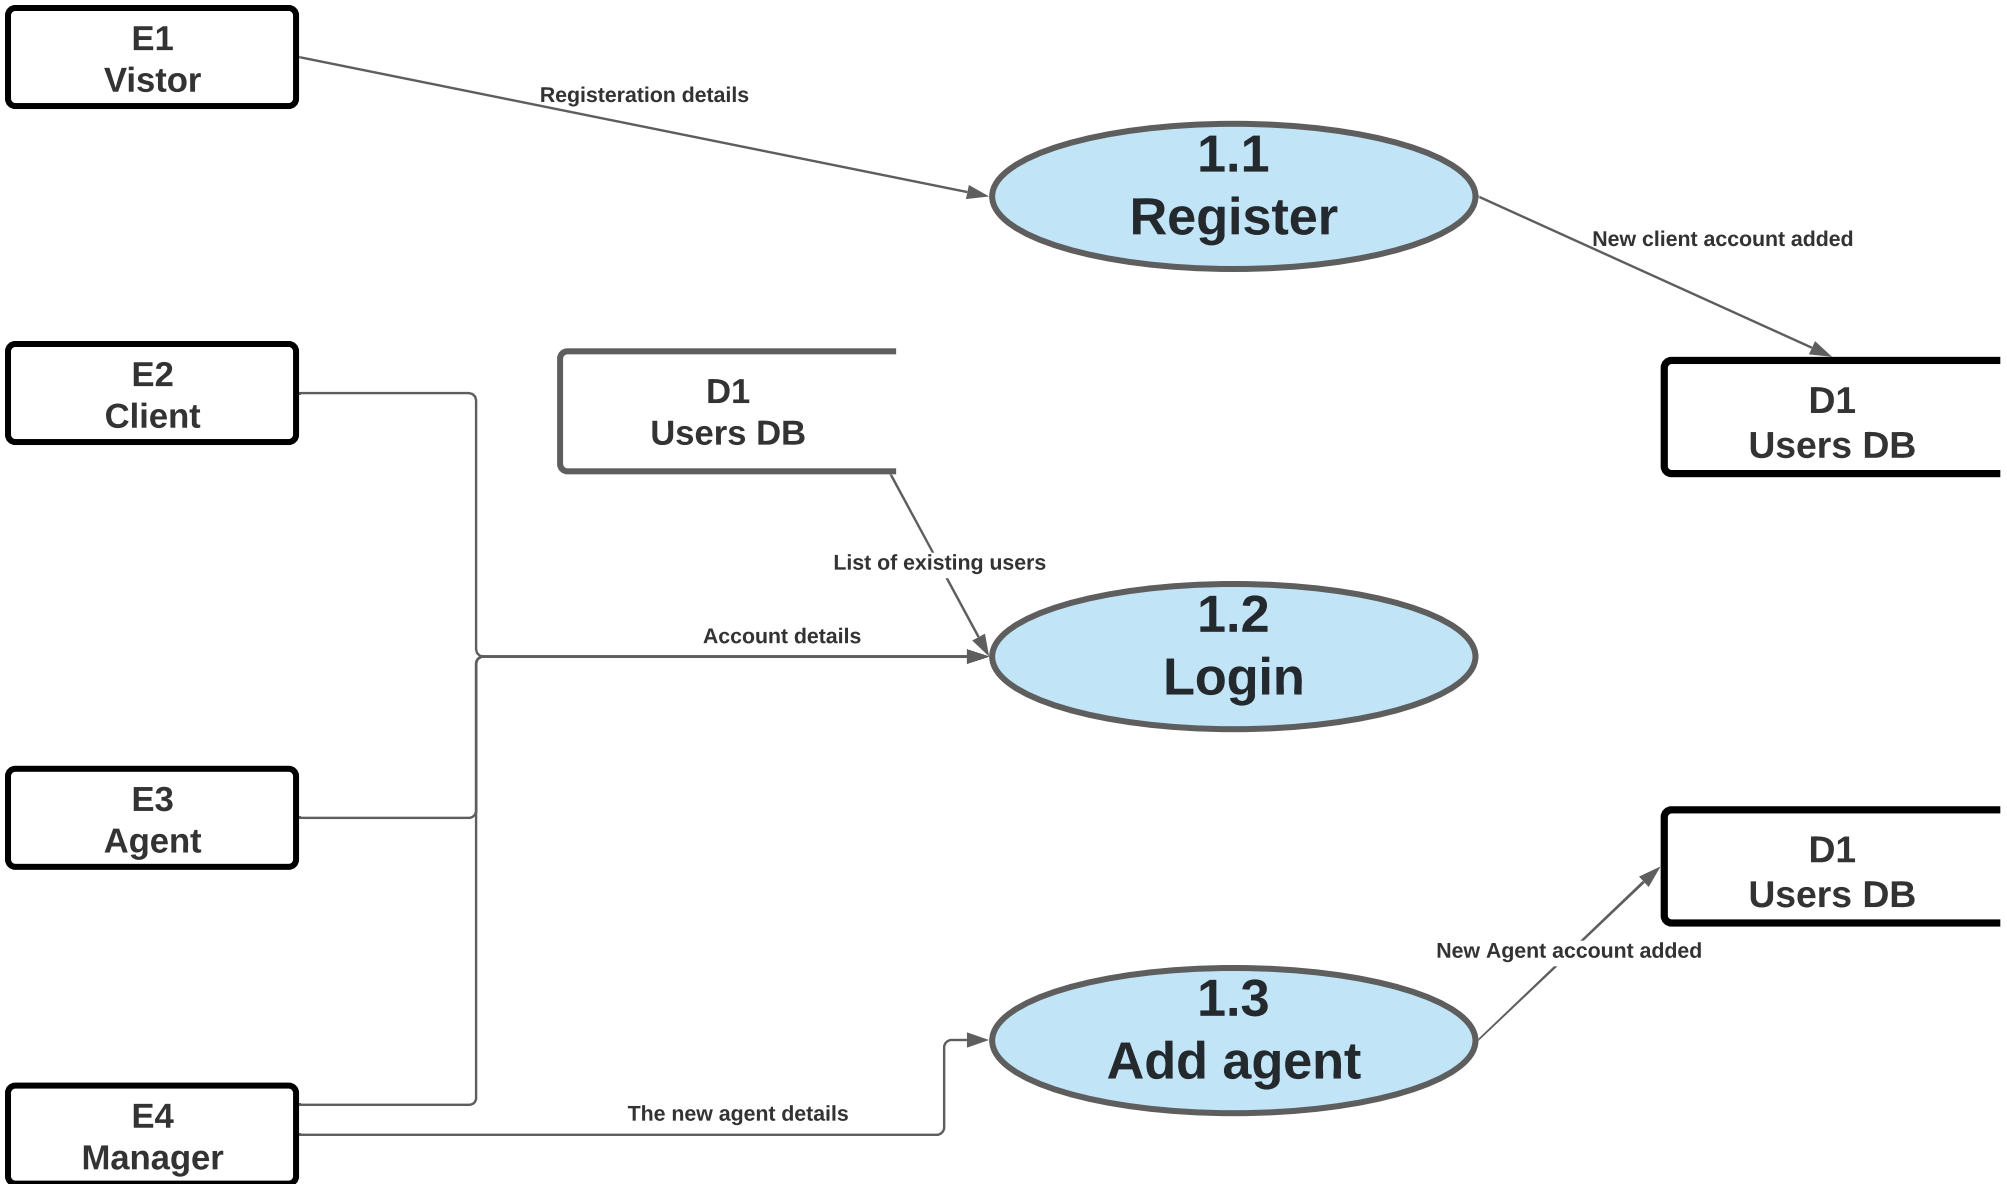 E1
Vistor
Registeration details
1.1
Register
New client account added
E2
Client
D1
Users DB
D1
Users DB
List of existing users
1.2
Login
Account details
E3
Agent
D1
Users DB
New Agent account added
1.3
Add agent
The new agent details
E4
Manager